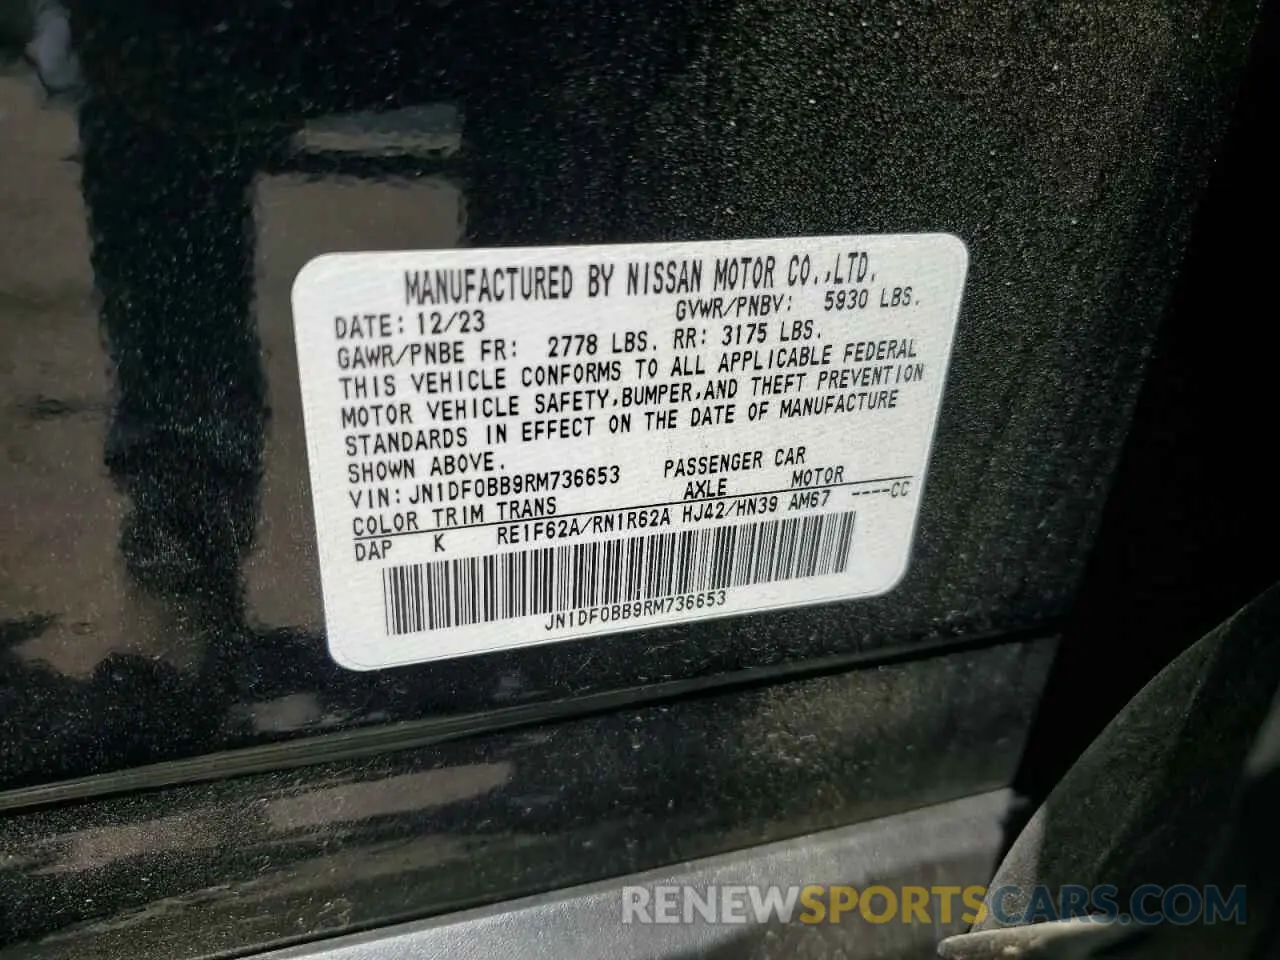 MANUFACTURED BY NISSAN MOTOR CO.,LTD.
DATE: 12/23 GVWR/PNBV: 5930 LBS.
GAWR/PNBE FR: 2778 LBS. RR: 3175 LBS.
THIS VEHICLE CONFORMS TO ALL APPLICABLE FEDERAL
MOTOR VEHICLE SAFETY,BUMPER,AND THEFT PREVENTION
STANDARDS IN EFFECT ON THE DATE OF MANUFACTURE
SHOWN ABOVE.
VIN:JN1DF0BB9RM736653 PASSENGER CAR
COLOR TRIM TRANS AXLE MOTOR
DAP K RE1F62A/RN1R62A HJ42/HN39 AM67 ----CC
JN1DF0BB9RM736653
RENEWSPORTSCARS.COM